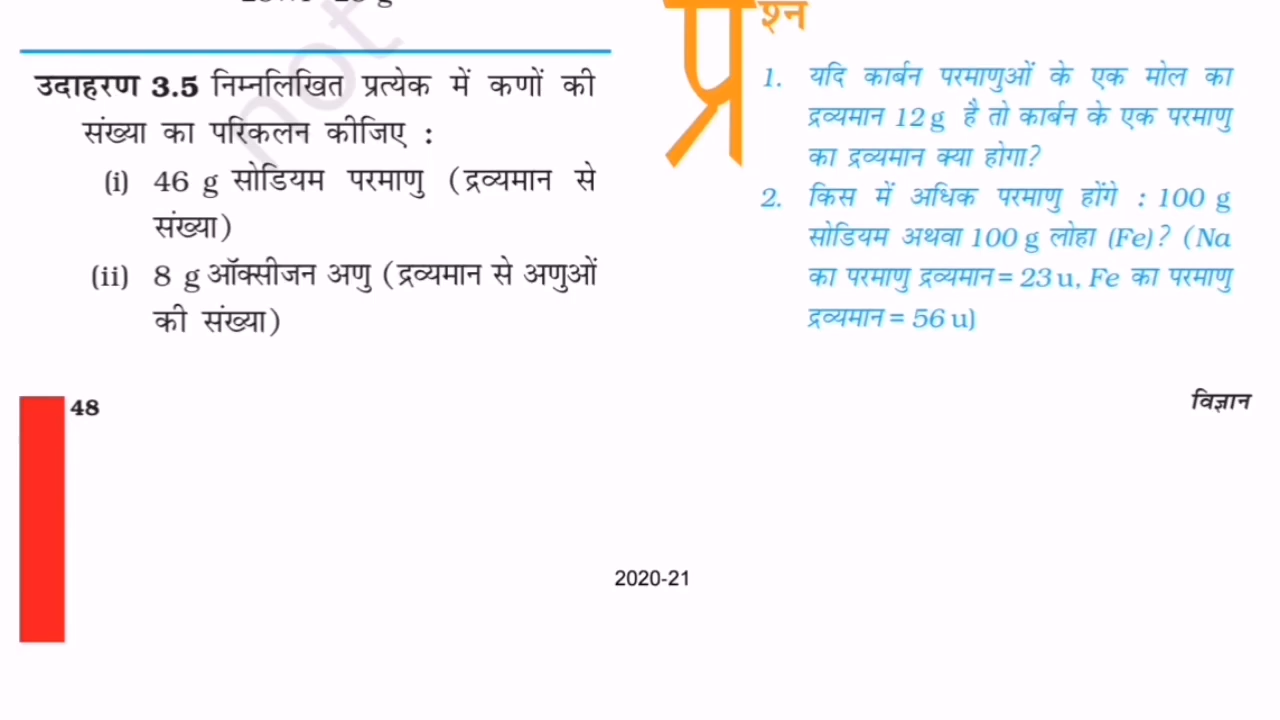 उदाहरण 3.5 निम्नलिखित प्रत्येक में कणों की
संख्या का परिकलन कीजिए :
(i) 46 g सोडियम परमाणु (द्रव्यमान से
संख्या)
(ii) 8 g ऑक्सीजन अणु (द्रव्यमान से अणुओं
की संख्या)
48
प्रश्न
1. यदि कार्बन परमाणुओं के एक मोल का
द्रव्यमान 12 g है तो कार्बन के एक परमाणु
का द्रव्यमान क्या होगा?
2. किस में अधिक परमाणु होंगे : 100 g
सोडियम अथवा 100 g लोहा (Fe)? (Na
का परमाणु द्रव्यमान = 23 u, Fe का परमाणु
द्रव्यमान = 56 u)
विज्ञान
2020-21
not